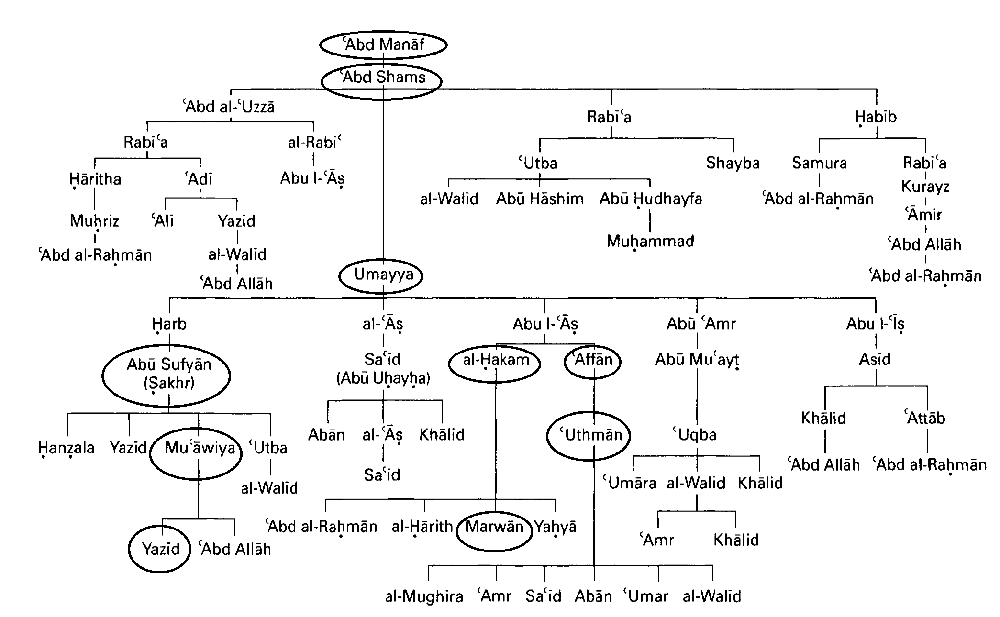 ʿAbd Manāf
ʿAbd Shams
ʿAbd al-ʿUzzā
Rabīʿa
Ḥabīb
Rabīʿa
al-Rabīʿ
ʿUtba
Shayba
Samura
Rabīʿa
Ḥāritha
ʿAdī
Abu l-ʿĀṣ
Kurayz
al-Walīd
Abū Hāshim
Abū Ḥudhayfa
ʿAbd al-Raḥmān
ʿĀmir
Muḥriz
ʿAlī
Yazīd
Muḥammad
ʿAbd Allāh
ʿAbd al-Raḥmān
al-Walīd
ʿAbd al-Raḥmān
ʿAbd Allāh
Umayya
Ḥarb
al-ʿĀṣ
Abu l-ʿĀṣ
Abū ʿAmr
Abu l-ʿĪṣ
Abū Sufyān
(Ṣakhr)
Saʿīd
(Abū Uḥayḥa)
al-Ḥakam
ʿAffān
Abū Muʿayṭ
Asīd
Khālid
ʿAttāb
Abān
al-ʿĀṣ
Khālid
ʿUthmān
ʿUqba
Ḥanẓala
Yazīd
Muʿāwiya
ʿUtba
ʿAbd Allāh
ʿAbd al-Raḥmān
Saʿīd
al-Walīd
ʿUmāra
al-Walīd
Khālid
ʿAbd al-Raḥmān
al-Ḥārith
Marwān
Yaḥyā
ʿAmr
Khālid
Yazīd
ʿAbd Allāh
al-Mughira
ʿAmr
Saʿīd
Abān
ʿUmar
al-Walīd